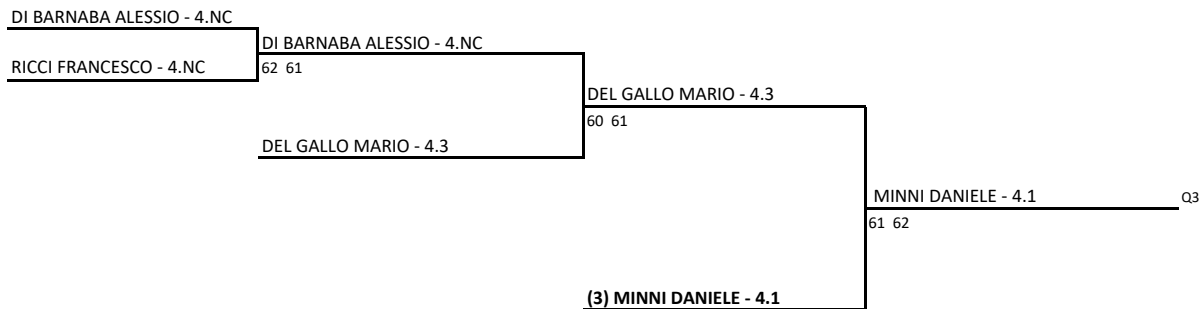 DI BARNABA ALESSIO - 4.NC
DI BARNABA ALESSIO - 4.NC
RICCI FRANCESCO - 4.NC
62 61
DEL GALLO MARIO - 4.3
60 61
DEL GALLO MARIO - 4.3
MINNI DANIELE - 4.1
Q3
61 62
(3) MINNI DANIELE - 4.1